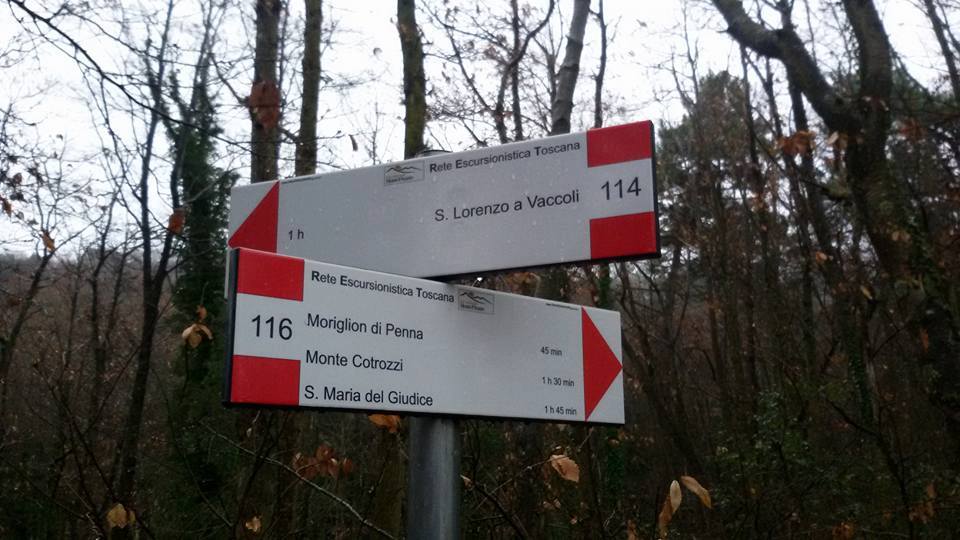 Rete Escursionistica Toscana
S. Lorenzo a Vaccoli 114
1 h
Rete Escursionistica Toscana
116
Moriglion di Penna 45 min
Monte Cotrozzi 1 h 30 min
S. Maria del Giudice 1 h 45 min